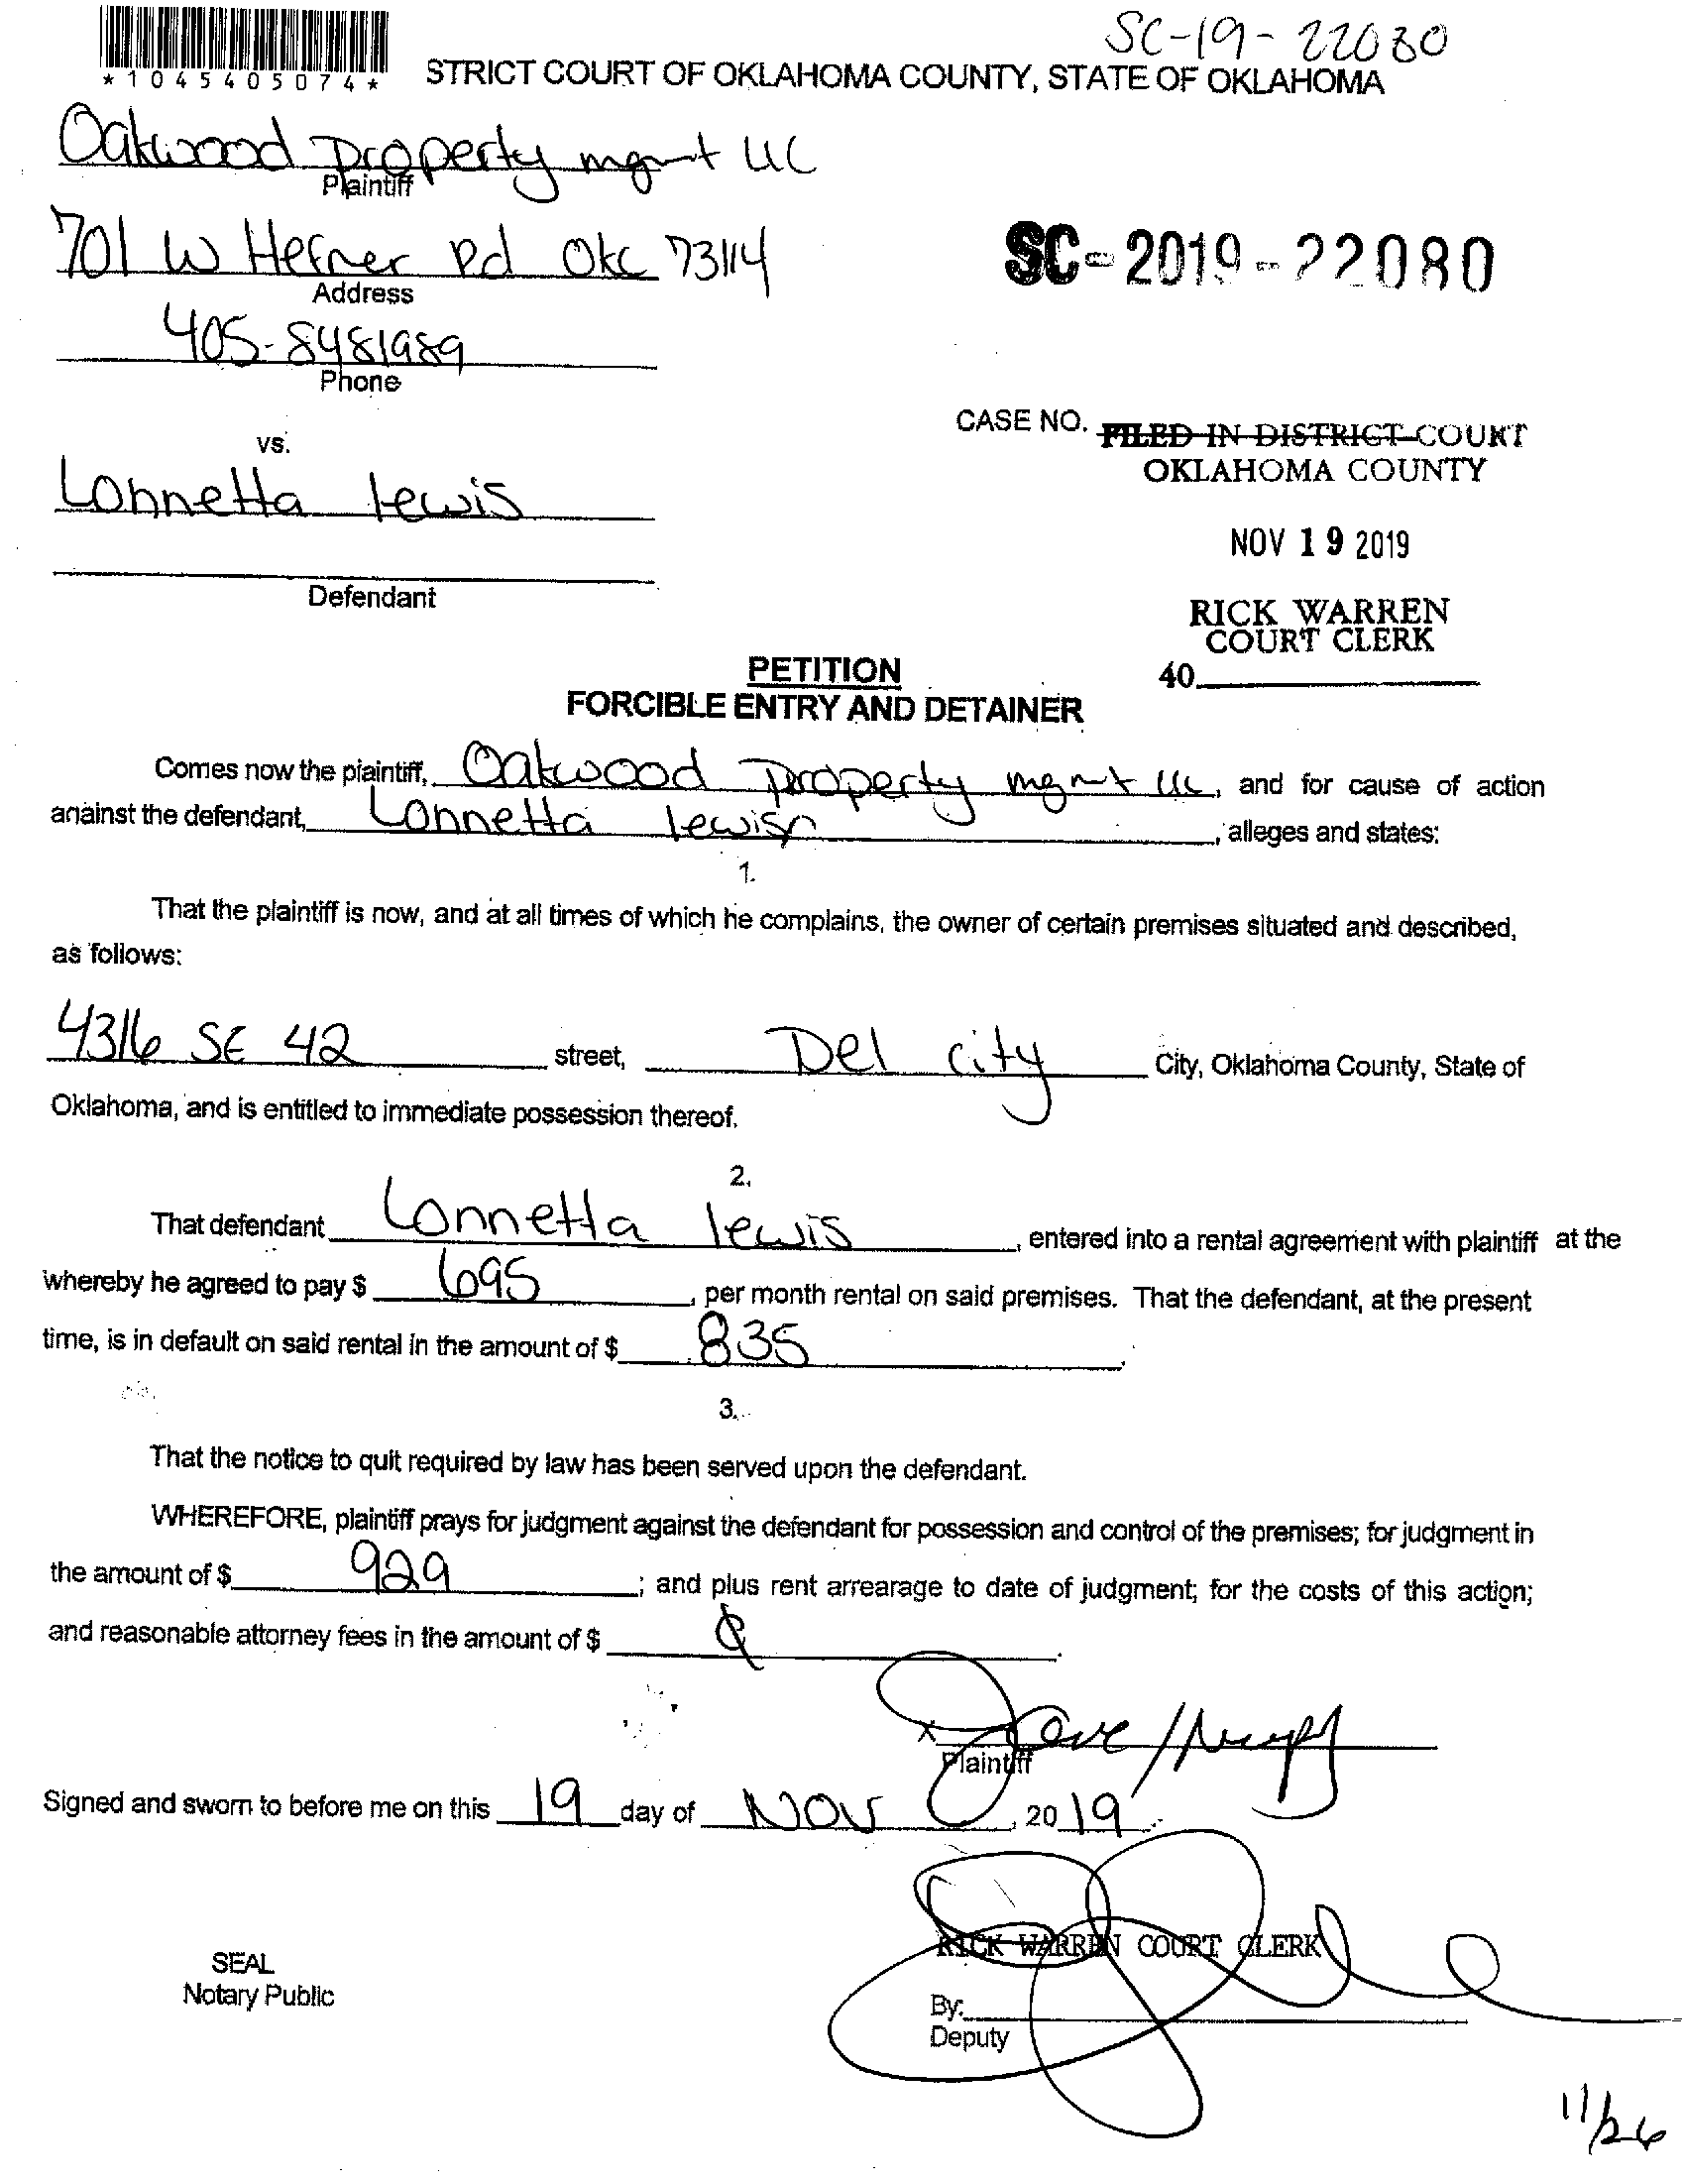 SC-19-22080
*1045405074*
STRICT COURT OF OKLAHOMA COUNTY, STATE OF OKLAHOMA
Oakwood Property mgmt LLC
Plaintiff
701 W Hefner Rd Okc 73114
Address
SC-2019-22080
405-8481989
Phone
CASE NO. FILED IN DISTRICT COURT
OKLAHOMA COUNTY
vs.
Lonnetta lewis
NOV 19 2019
Defendant
RICK WARREN
COURT CLERK
40
PETITION
FORCIBLE ENTRY AND DETAINER
Comes now the plaintiff, Oakwood Property mgmt LLC, and for cause of action
against the defendant, Lonnetta lewis, alleges and states:
1.
That the plaintiff is now, and at all times of which he complains, the owner of certain premises situated and described,
as follows:
4316 SE 42 street, Del city City, Oklahoma County, State of
Oklahoma, and is entitled to immediate possession thereof.
2.
That defendant Lonnetta lewis, entered into a rental agreement with plaintiff at the
whereby he agreed to pay $ 695, per month rental on said premises. That the defendant, at the present
time, is in default on said rental in the amount of $ 835.
3.
That the notice to quit required by law has been served upon the defendant.
WHEREFORE, plaintiff prays for judgment against the defendant for possession and control of the premises; for judgment in
the amount of $ 929; and plus rent arrearage to date of judgment; for the costs of this action;
and reasonable attorney fees in the amount of $
X
Plaintiff
Signed and sworn to before me on this 19 day of NOV, 2019.
RICK WARREN COURT CLERK
SEAL
Notary Public
By:
Deputy
11/26